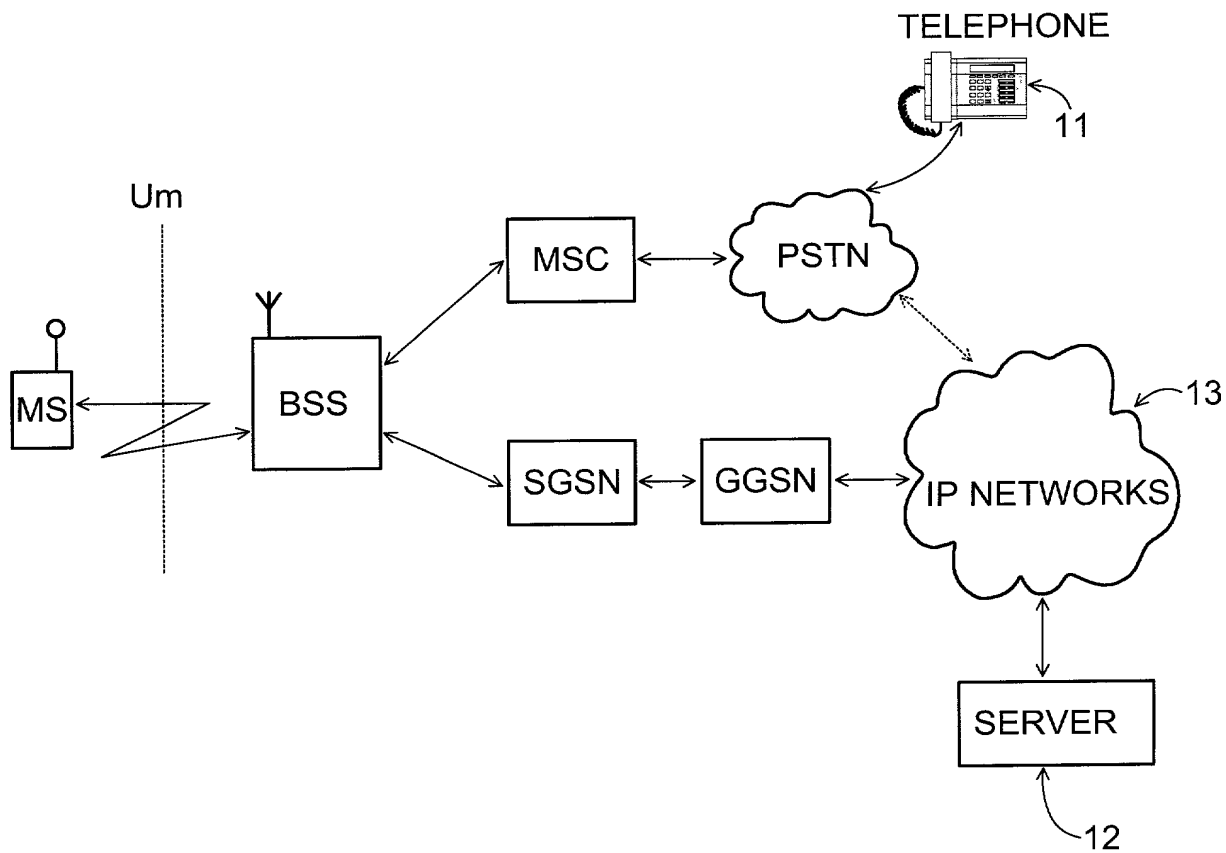 TELEPHONE
11
Um
MSC
PSTN
MS
BSS
13
SGSN
GGSN
IP NETWORKS
SERVER
12